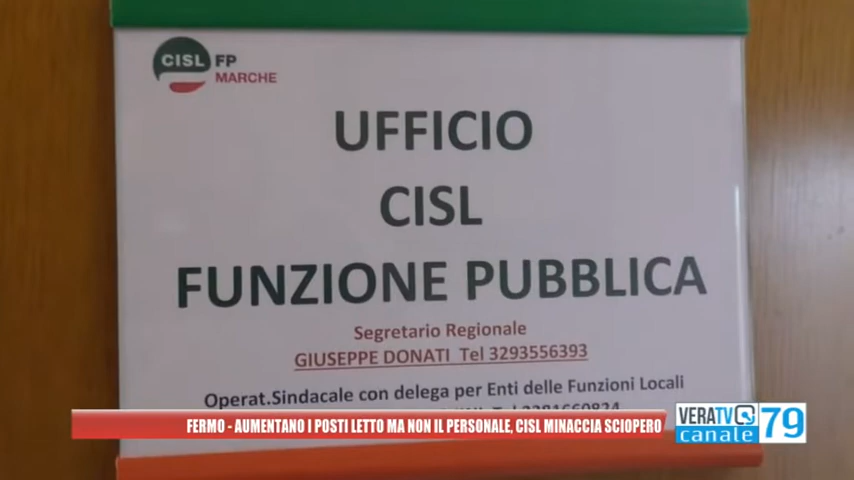 CISL FP
MARCHE
UFFICIO
CISL
FUNZIONE PUBBLICA
Segretario Regionale
GIUSEPPE DONATI Tel 3293556393
Operat.Sindacale con delega per Enti delle Funzioni Locali
FERMO - AUMENTANO I POSTI LETTO MA NON IL PERSONALE, CISL MINACCIA SCIOPERO
VERATV
canale 79